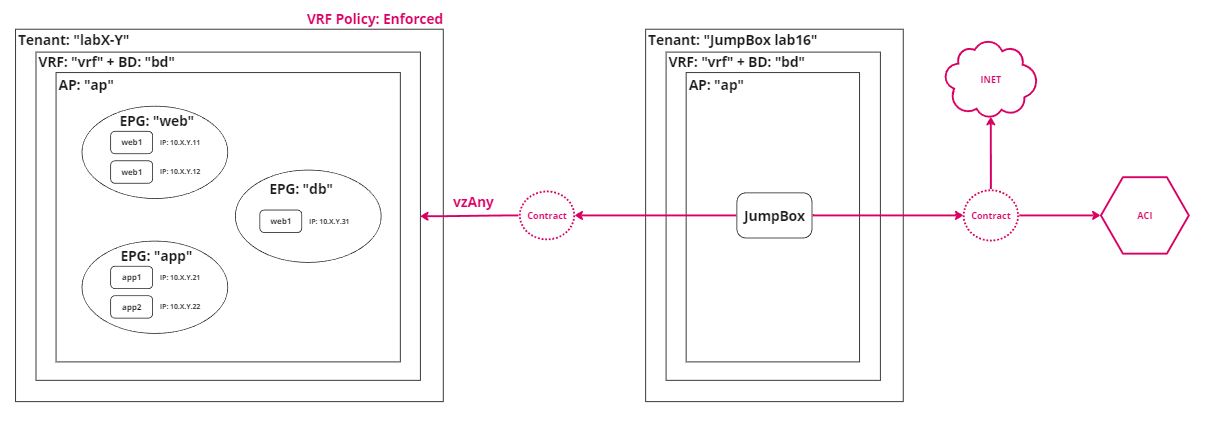 VRF Policy: Enforced
Tenant: "labX-Y"
VRF: "vrf" + BD: "bd"
AP: "ap"
EPG: "web"
web1
IP: 10.X.Y.11
web1
IP: 10.X.Y.12
EPG: "db"
web1
IP: 10.X.Y.31
EPG: "app"
app1
IP: 10.X.Y.21
app2
IP: 10.X.Y.22
vzAny
Contract
Tenant: "JumpBox lab16"
VRF: "vrf" + BD: "bd"
AP: "ap"
JumpBox
INET
Contract
ACI